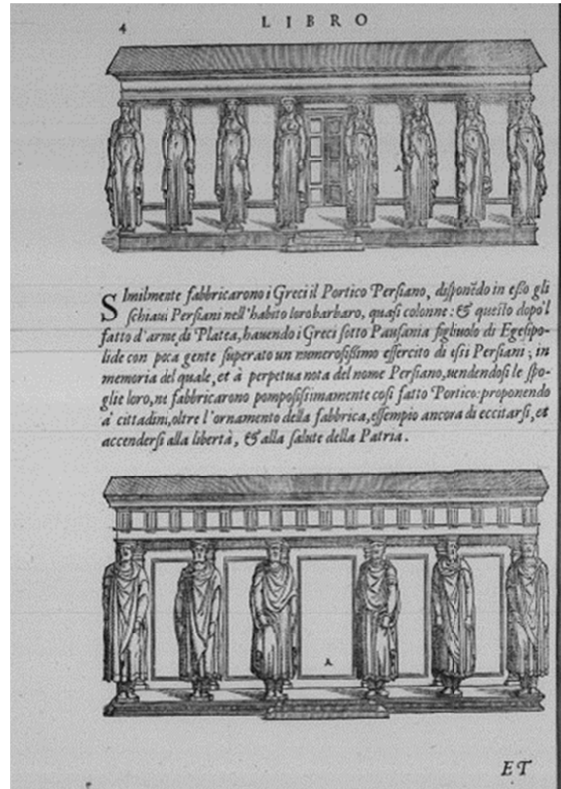 4 LIBRO
A
SImilmente fabbricarono i Greci il Portico Persiano, disponẽdo in eßo gli
schiaui Persiani nell'habito loro barbaro, quasi colonne: & questo dopo'l
fatto d'arme di Platea, hauendo i Greci sotto Pausania figliuolo di Egesipo-
lide con poca gente superato un numerosissimo essercito di essi Persiani; in
memoria del quale, et à perpetua nota del nome Persiano, uendendosi le spo-
glie loro, ne fabbricarono pomposissimamente cosi fatto Portico: proponendo
a' cittadini, oltre l'ornamento della fabbrica, essempio ancora di eccitarsi, et
accendersi alla libertà, & alla salute della Patria.
A
ET